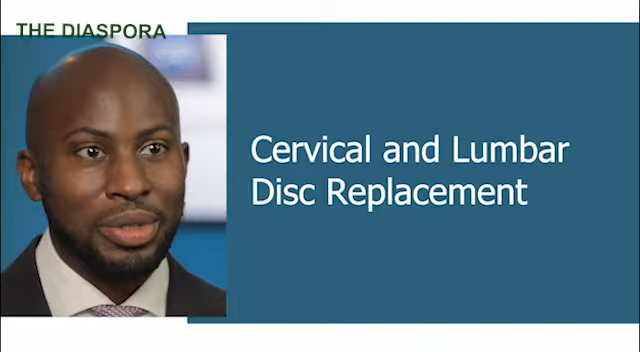 THE DIASPORA
Cervical and Lumbar
Disc Replacement